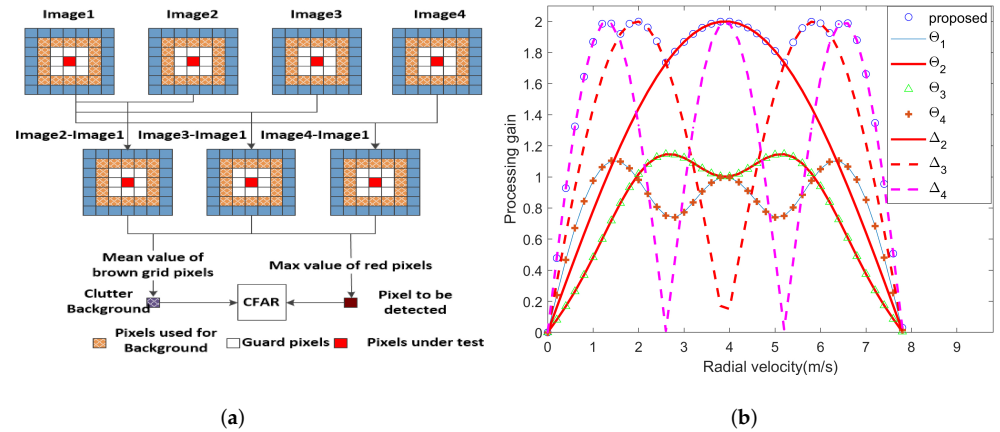 Image1 Image2 Image3 Image4
Image2-Image1 Image3-Image1 Image4-Image1
Mean value of
brown grid pixels
Max value of red pixels
Clutter
Background
CFAR
Pixel to be
detected
Pixels used for
Background
Guard pixels
Pixels under test
(a)
2
1.8
1.6
1.4
1.2
1
0.8
0.6
0.4
0.2
0
Processing gain
0 1 2 3 4 5 6 7 8 9
Radial velocity(m/s)
proposed
Θ1
Θ2
Θ3
Θ4
Δ2
Δ3
Δ4
(b)